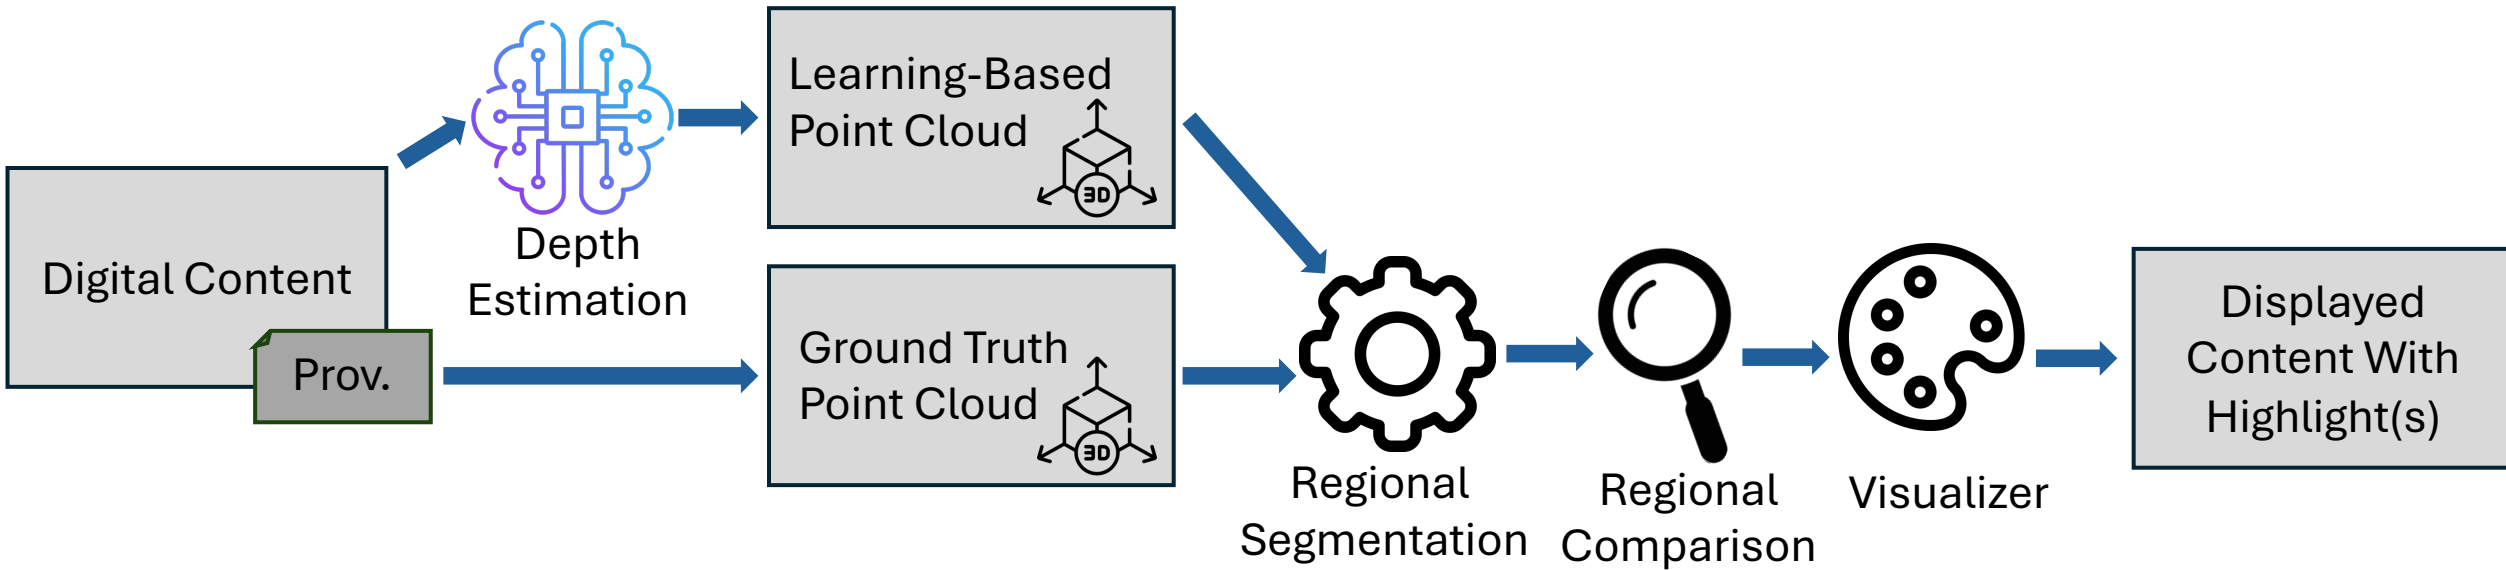 Digital Content
Prov.
Depth
Estimation
Learning-Based
Point Cloud
3D
Ground Truth
Point Cloud
3D
Regional
Segmentation
Regional
Comparison
Visualizer
Displayed
Content With
Highlight(s)